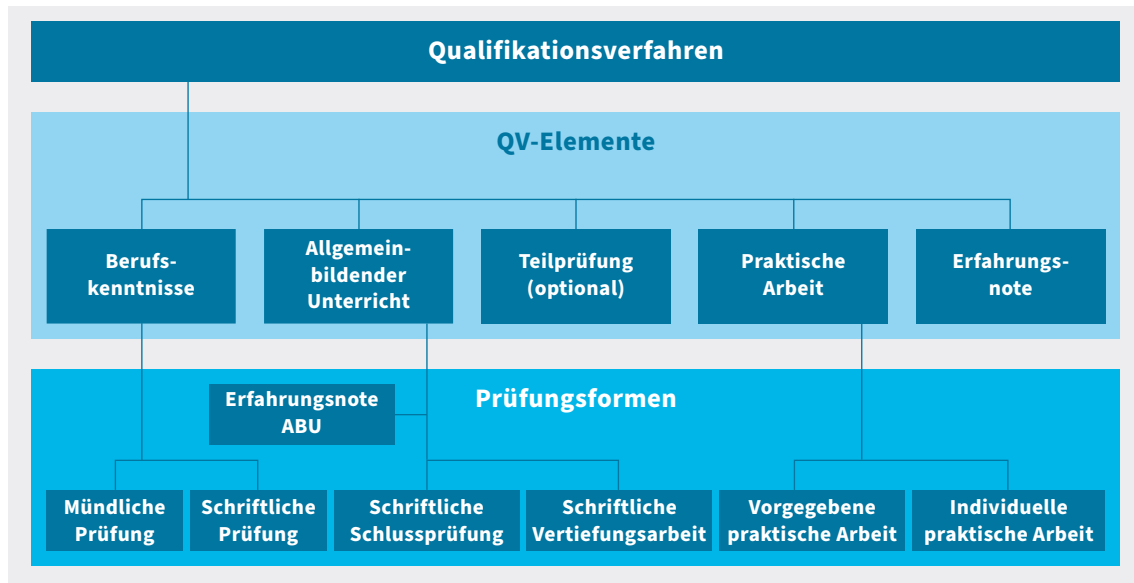 Qualifikationsverfahren
QV-Elemente
Berufs-
kenntnisse
Allgemein-
bildender
Unterricht
Teilprüfung
(optional)
Praktische
Arbeit
Erfahrungs-
note
Prüfungsformen
Erfahrungsnote
ABU
Mündliche
Prüfung
Schriftliche
Prüfung
Schriftliche
Schlussprüfung
Schriftliche
Vertiefungsarbeit
Vorgegebene
praktische Arbeit
Individuelle
praktische Arbeit